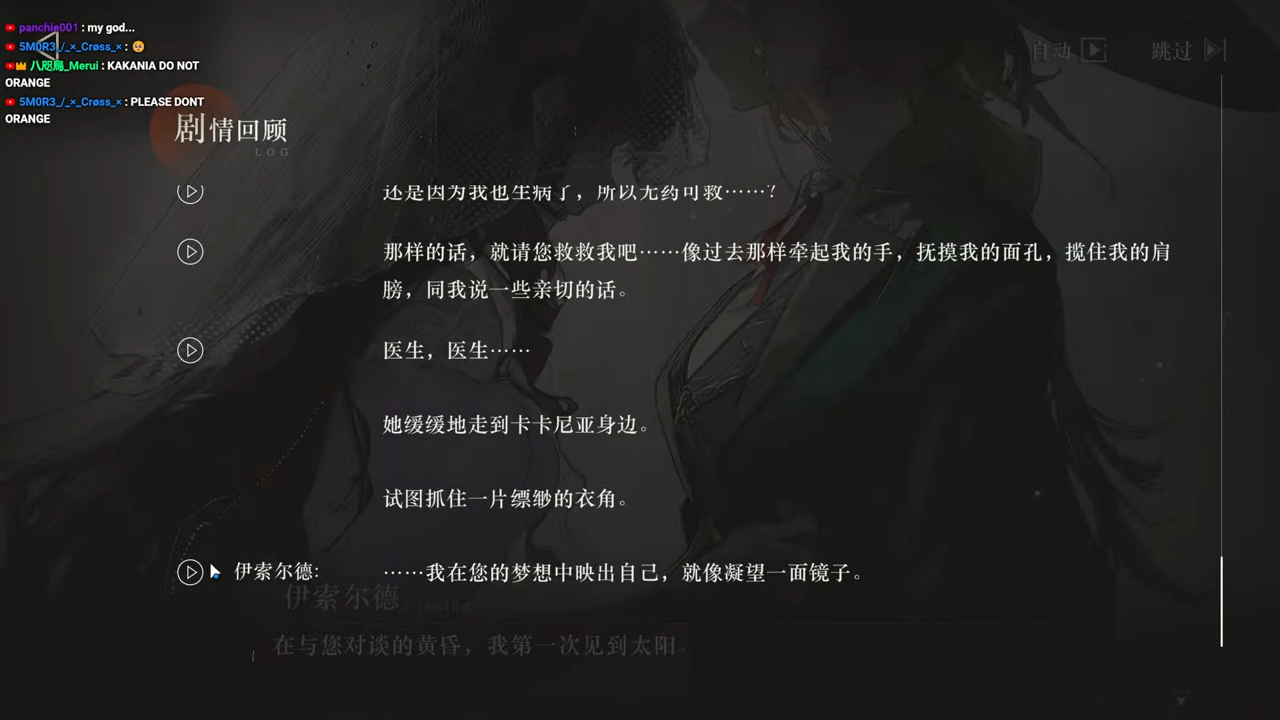 panchie001 : my god...
5M0R3_/_×_Crøss_× : 😠
八咫烏_Merui : KAKANIA DO NOT
ORANGE
5M0R3_/_×_Crøss_× : PLEASE DONT
ORANGE
自动
跳过
剧情回顾
LOG
还是因为我也生病了，所以无药可救……？
那样的话，就请您救救我吧……像过去那样牵起我的手，抚摸我的面孔，揽住我的肩
膀，同我说一些亲切的话。
医生，医生……
她缓缓地走到卡卡尼亚身边。
试图抓住一片缥缈的衣角。
伊索尔德: ……我在您的梦想中映出自己，就像凝望一面镜子。
伊索尔德 Isolde
在与您对谈的黄昏，我第一次见到太阳。